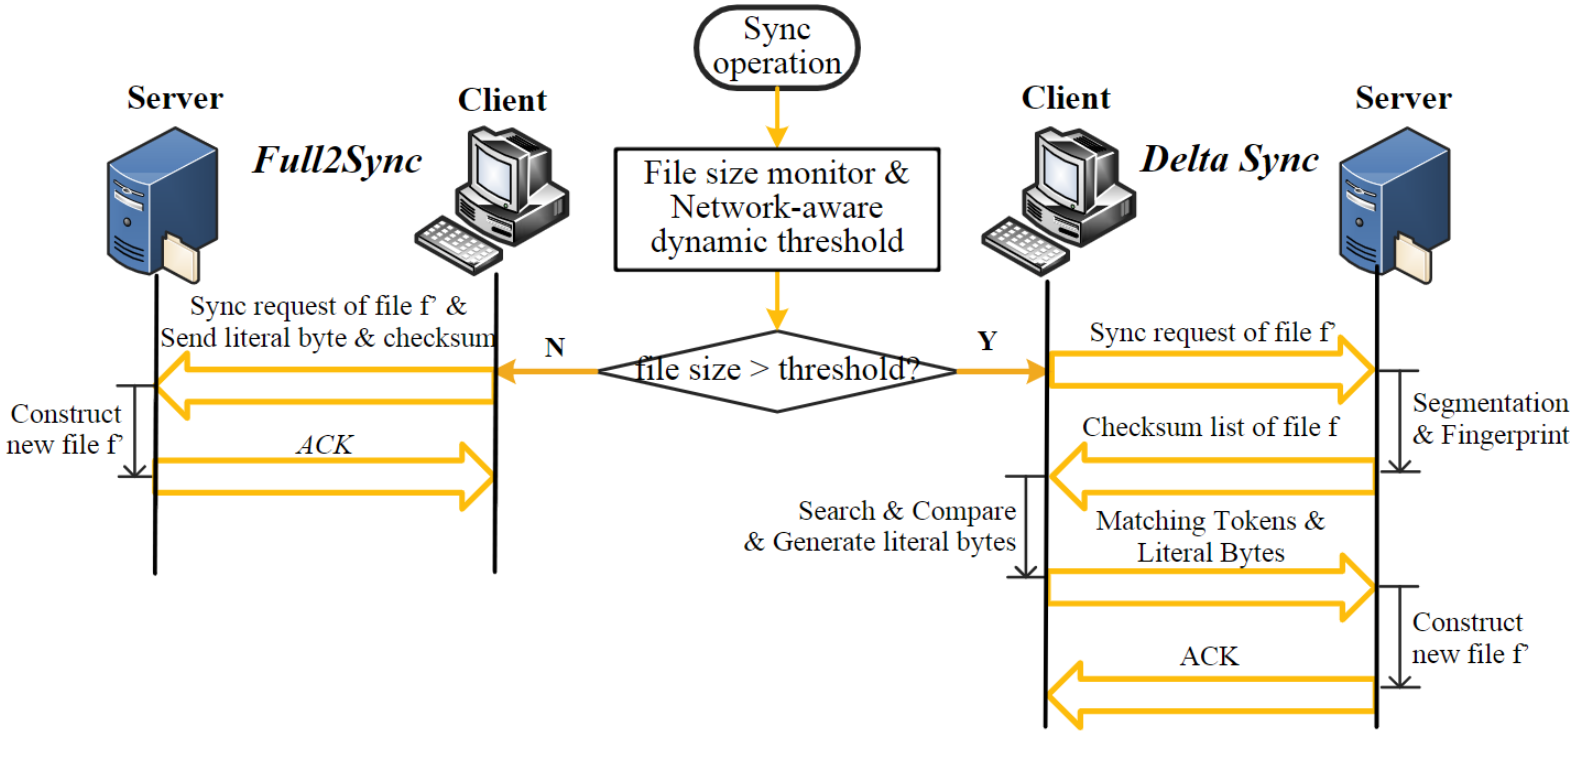 Sync
operation
Server
Client
Full2Sync
File size monitor &
Network-aware
dynamic threshold
Client
Server
Delta Sync
Sync request of file f’ &
Send literal byte & checksum
N
file size > threshold?
Y
Sync request of file f’
Construct
new file f’
ACK
Segmentation
& Fingerprint
Checksum list of file f
Search & Compare
& Generate literal bytes
Matching Tokens &
Literal Bytes
Construct
new file f’
ACK